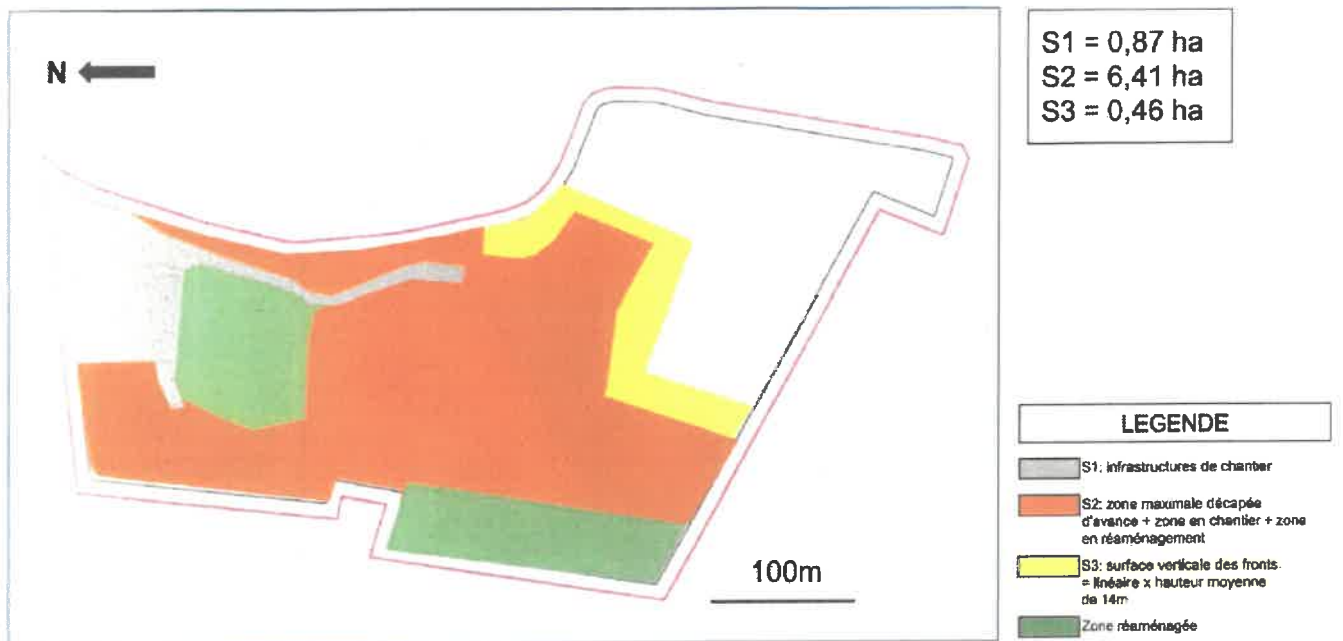 N
S1 = 0,87 ha
S2 = 6,41 ha
S3 = 0,46 ha
100m
LEGENDE
S1: infrastructures de chantier
S2: zone maximale décapée
d'avance + zone en chantier + zone
en réaménagement
S3: surface verticale des fronts
= linéaire x hauteur moyenne
de 14m
Zone réaménagée